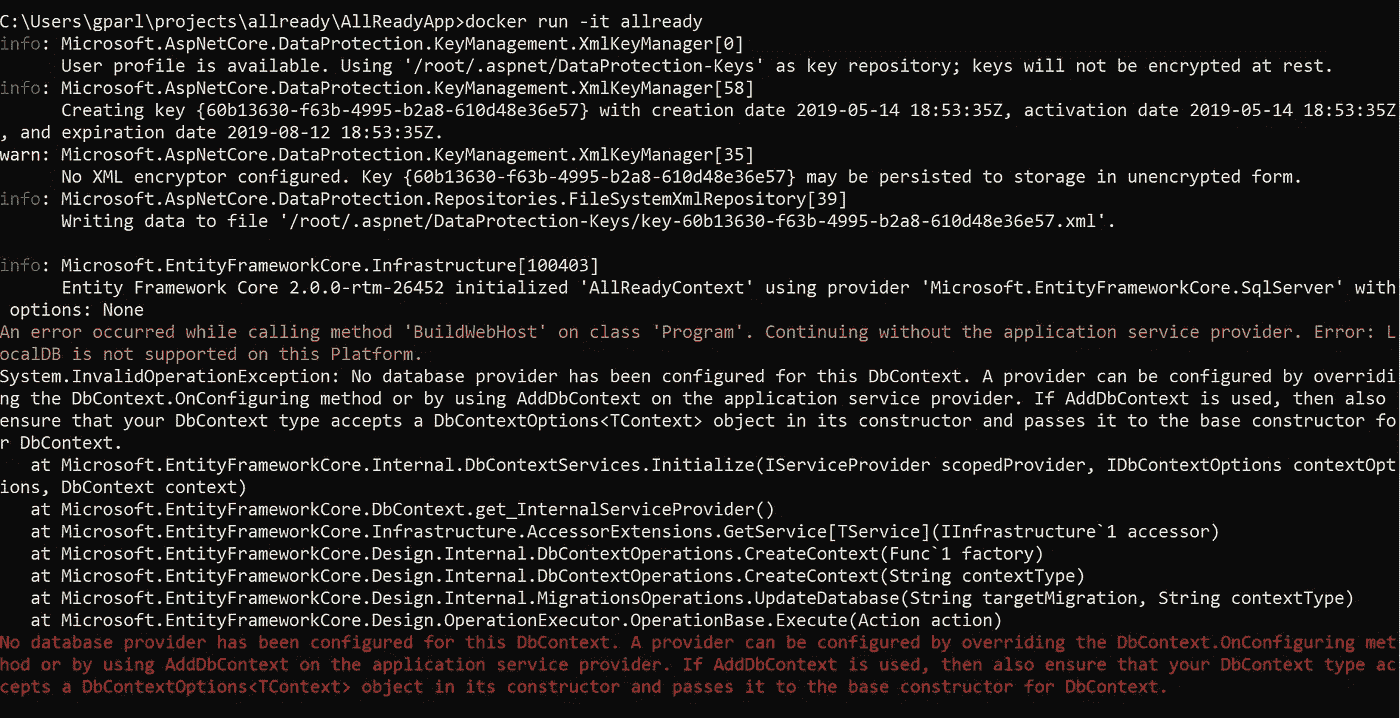 C:\Users\gparl\projects\allready\AllReadyApp>docker run -it allready
info: Microsoft.AspNetCore.DataProtection.KeyManagement.XmlKeyManager[0]
      User profile is available. Using '/root/.aspnet/DataProtection-Keys' as key repository; keys will not be encrypted at rest.
info: Microsoft.AspNetCore.DataProtection.KeyManagement.XmlKeyManager[58]
      Creating key {60b13630-f63b-4995-b2a8-610d48e36e57} with creation date 2019-05-14 18:53:35Z, activation date 2019-05-14 18:53:35Z
, and expiration date 2019-08-12 18:53:35Z.
warn: Microsoft.AspNetCore.DataProtection.KeyManagement.XmlKeyManager[35]
      No XML encryptor configured. Key {60b13630-f63b-4995-b2a8-610d48e36e57} may be persisted to storage in unencrypted form.
info: Microsoft.AspNetCore.DataProtection.Repositories.FileSystemXmlRepository[39]
      Writing data to file '/root/.aspnet/DataProtection-Keys/key-60b13630-f63b-4995-b2a8-610d48e36e57.xml'.
info: Microsoft.EntityFrameworkCore.Infrastructure[100403]
      Entity Framework Core 2.0.0-rtm-26452 initialized 'AllReadyContext' using provider 'Microsoft.EntityFrameworkCore.SqlServer' with
 options: None
An error occurred while calling method 'BuildWebHost' on class 'Program'. Continuing without the application service provider. Error: L
ocalDB is not supported on this Platform.
System.InvalidOperationException: No database provider has been configured for this DbContext. A provider can be configured by overridi
ng the DbContext.OnConfiguring method or by using AddDbContext on the application service provider. If AddDbContext is used, then also
ensure that your DbContext type accepts a DbContextOptions<TContext> object in its constructor and passes it to the base constructor fo
r DbContext.
   at Microsoft.EntityFrameworkCore.Internal.DbContextServices.Initialize(IServiceProvider scopedProvider, IDbContextOptions contextOpt
ions, DbContext context)
   at Microsoft.EntityFrameworkCore.DbContext.get_InternalServiceProvider()
   at Microsoft.EntityFrameworkCore.Infrastructure.AccessorExtensions.GetService[TService](IInfrastructure`1 accessor)
   at Microsoft.EntityFrameworkCore.Design.Internal.DbContextOperations.CreateContext(Func`1 factory)
   at Microsoft.EntityFrameworkCore.Design.Internal.DbContextOperations.CreateContext(String contextType)
   at Microsoft.EntityFrameworkCore.Design.Internal.MigrationsOperations.UpdateDatabase(String targetMigration, String contextType)
   at Microsoft.EntityFrameworkCore.Design.OperationExecutor.OperationBase.Execute(Action action)
No database provider has been configured for this DbContext. A provider can be configured by overriding the DbContext.OnConfiguring met
hod or by using AddDbContext on the application service provider. If AddDbContext is used, then also ensure that your DbContext type ac
cepts a DbContextOptions<TContext> object in its constructor and passes it to the base constructor for DbContext.